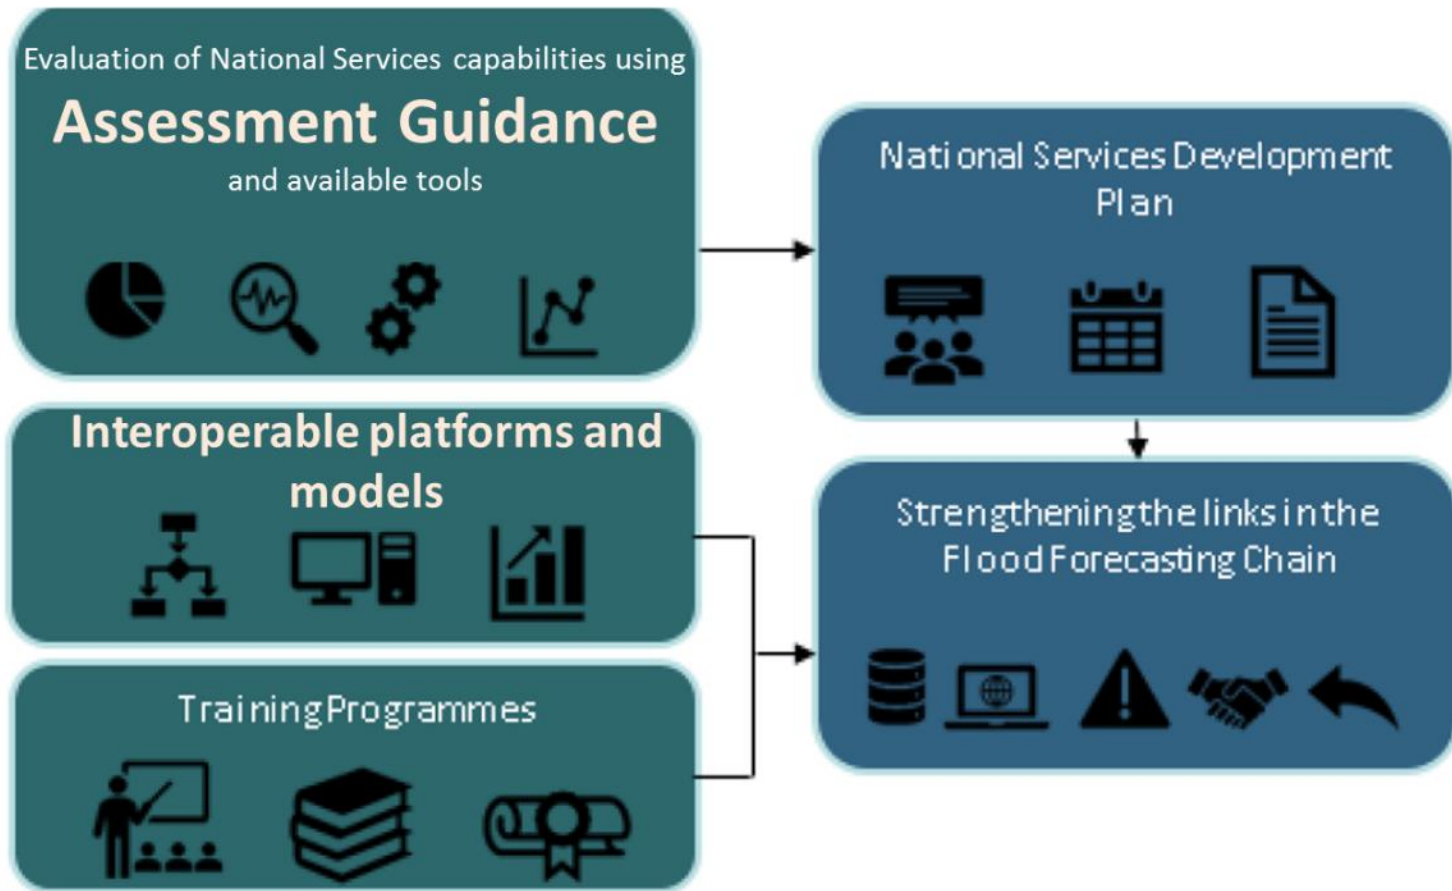 Evaluation of National Services capabilities using
Assessment Guidance
and available tools
National Services Development
Plan
Interoperable platforms and
models
Strengthening the links in the
Flood Forecasting Chain
Training Programmes